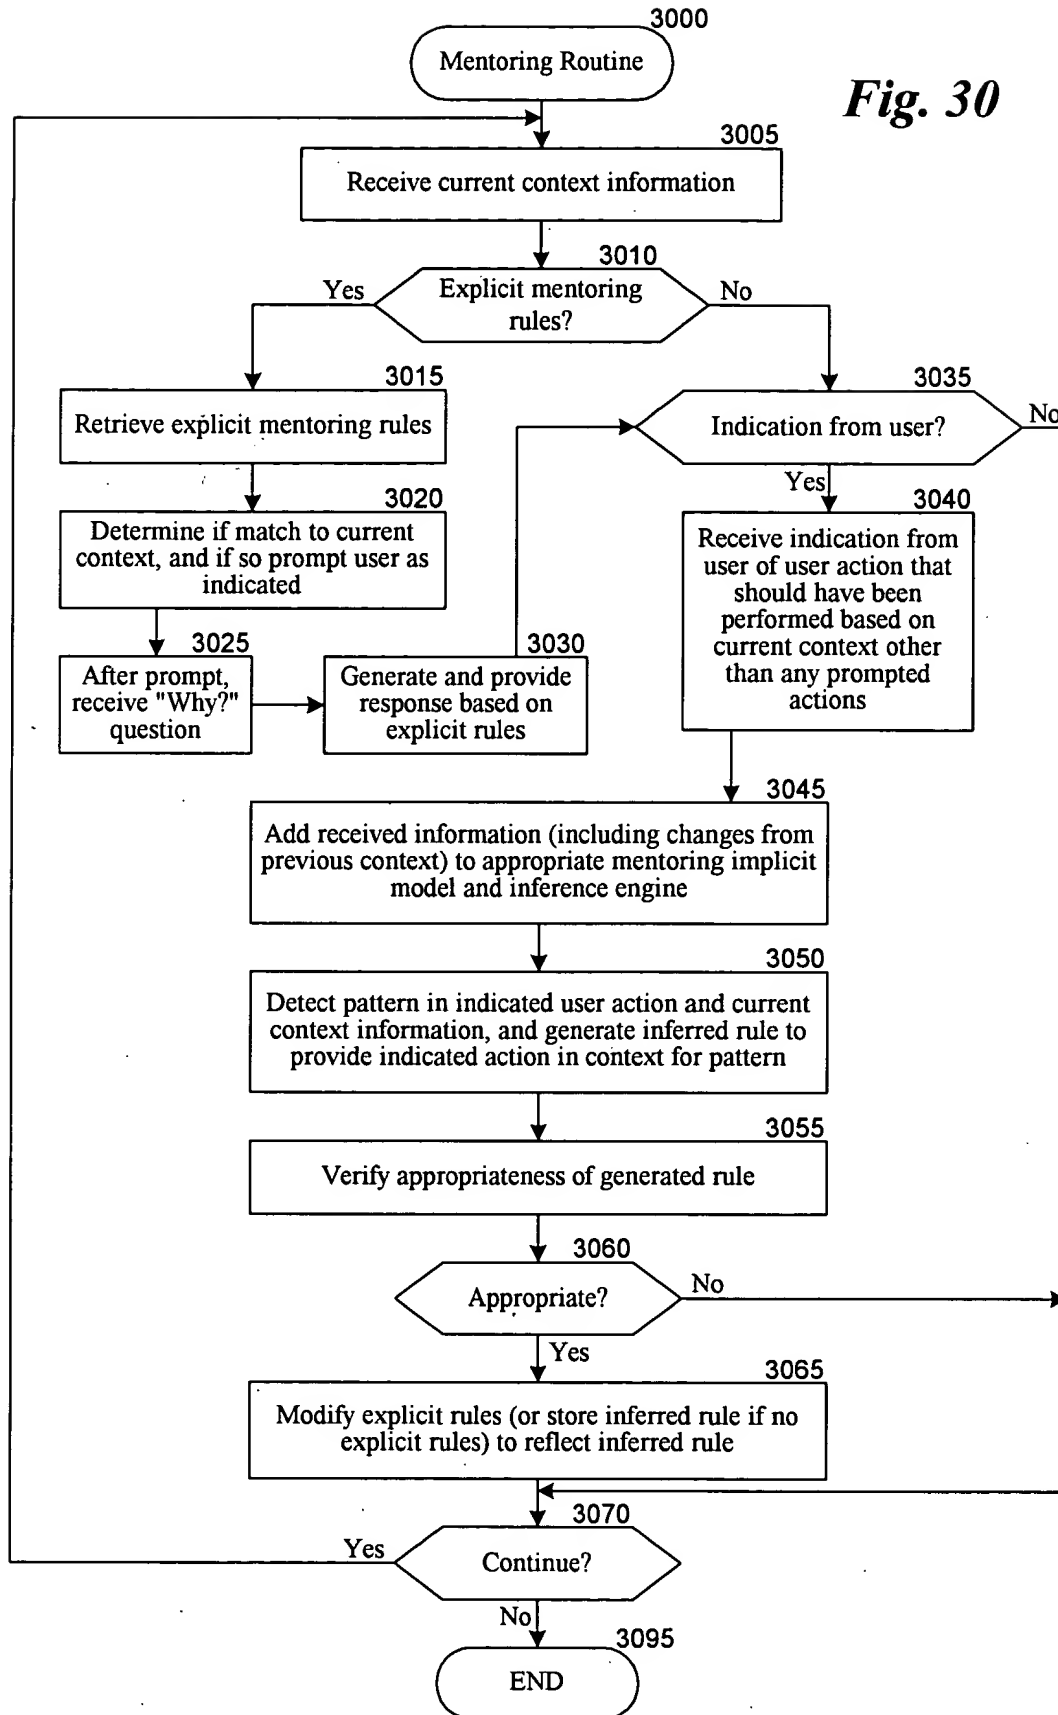 3000
Mentoring Routine
Fig. 30
3005
Receive current context information
3010
Yes
Explicit mentoring
rules?
No
3015
Retrieve explicit mentoring rules
3035
Indication from user?
No
Yes
3020
Determine if match to current
context, and if so prompt user as
indicated
3040
Receive indication from
user of user action that
should have been
performed based on
current context other
than any prompted
actions
3025
After prompt,
receive "Why?"
question
3030
Generate and provide
response based on
explicit rules
3045
Add received information (including changes from
previous context) to appropriate mentoring implicit
model and inference engine
3050
Detect pattern in indicated user action and current
context information, and generate inferred rule to
provide indicated action in context for pattern
3055
Verify appropriateness of generated rule
3060
Appropriate?
No
Yes
3065
Modify explicit rules (or store inferred rule if no
explicit rules) to reflect inferred rule
3070
Yes
Continue?
No
3095
END